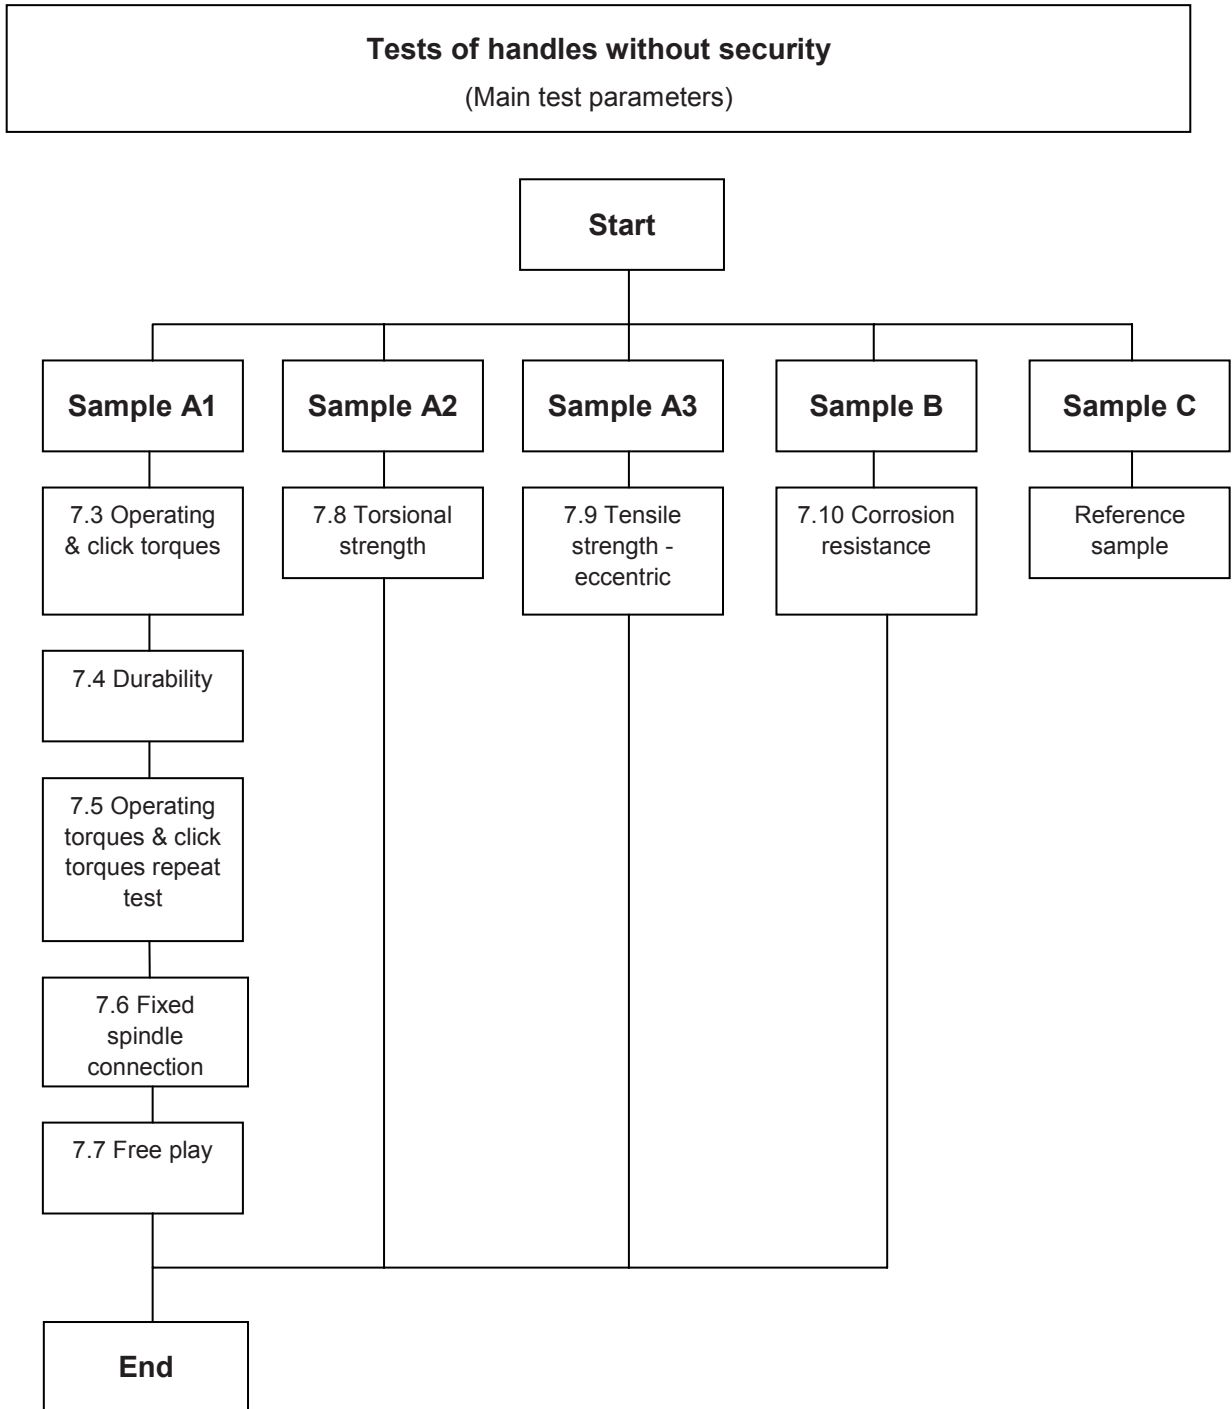 Tests of handles without security
(Main test parameters)
Start
Sample A1
Sample A2
Sample A3
Sample B
Sample C
7.3 Operating
& click torques
7.8 Torsional
strength
7.9 Tensile
strength -
eccentric
7.10 Corrosion
resistance
Reference
sample
7.4 Durability
7.5 Operating
torques & click
torques repeat
test
7.6 Fixed
spindle
connection
7.7 Free play
End